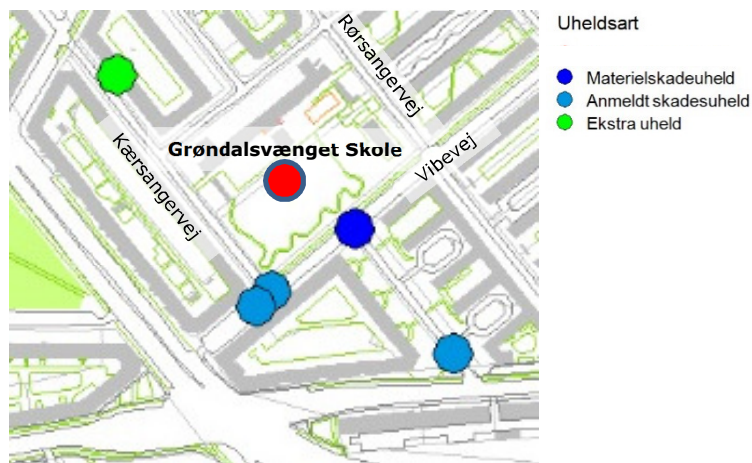 Rørsangervej
Grøndalsvænget Skole
Kærsangervej
Vibevej
Uheldsart
Materielskadeuheld
Anmeldt skadesuheld
Ekstra uheld